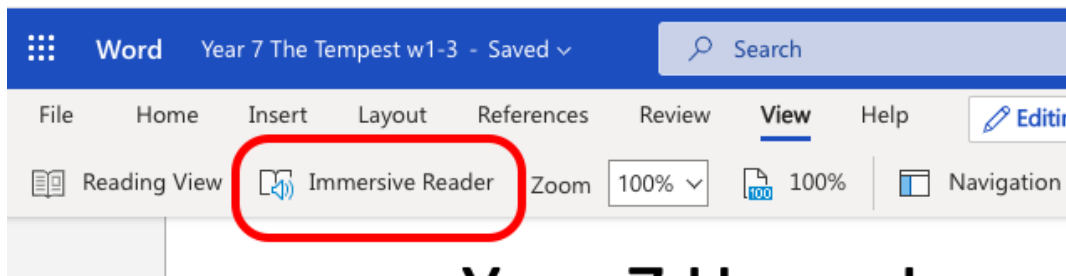 Word Year 7 The Tempest w1-3 - Saved Search
File Home Insert Layout References Review View Help
Reading View Immersive Reader Zoom 100% 100 100% Navigation